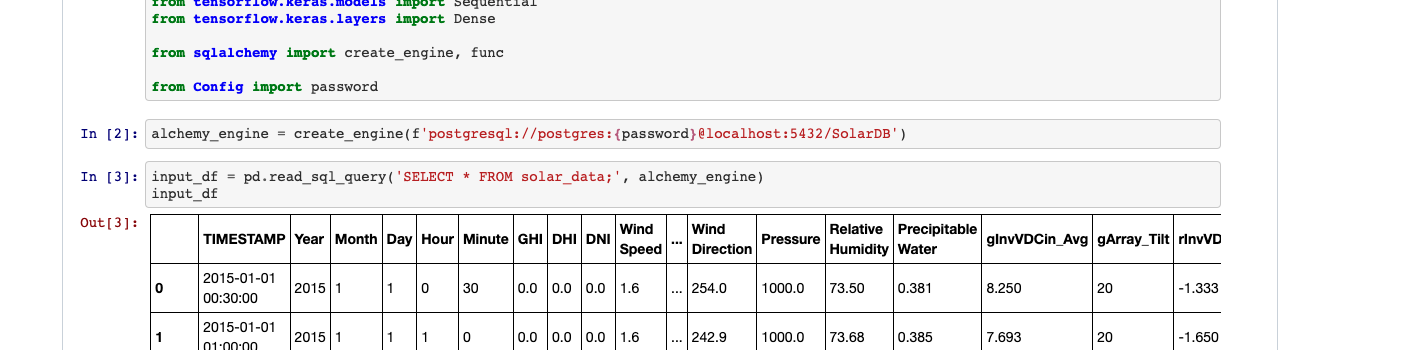 from tensorflow.keras.models import Sequential
from tensorflow.keras.layers import Dense
from sqlalchemy import create_engine, func
from Config import password
In [2]: alchemy_engine = create_engine(f'postgresql://postgres:{password}@localhost:5432/SolarDB')
In [3]: input_df = pd.read_sql_query('SELECT * FROM solar_data;', alchemy_engine)
input_df
Out[3]:
TIMESTAMP Year Month Day Hour Minute GHI DHI DNI Wind Speed ... Wind Direction Pressure Relative Humidity Precipitable Water gInvVDCin_Avg gArray_Tilt rInvVD
0 2015-01-01 00:30:00 2015 1 1 0 30 0.0 0.0 0.0 1.6 ... 254.0 1000.0 73.50 0.381 8.250 20 -1.333
1 2015-01-01 01:00:00 2015 1 1 1 0 0.0 0.0 0.0 1.6 ... 242.9 1000.0 73.68 0.385 7.693 20 -1.650